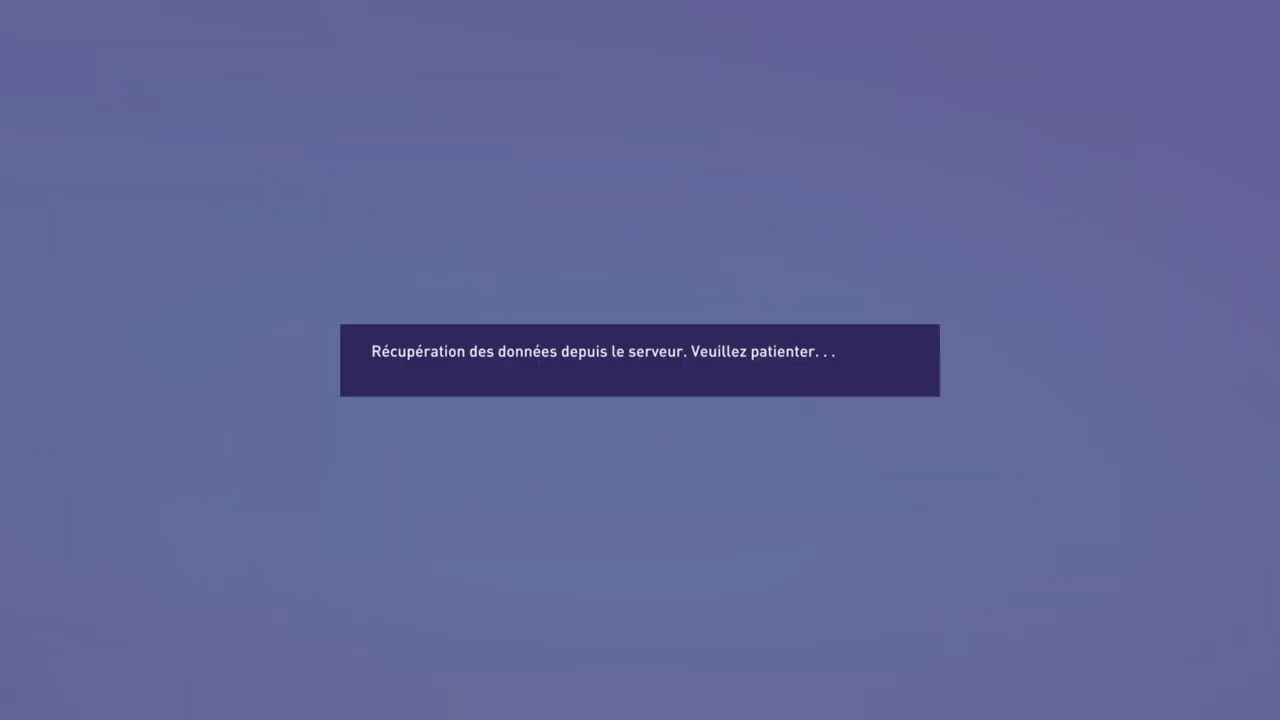 Récupération des données depuis le serveur. Veuillez patienter. . .